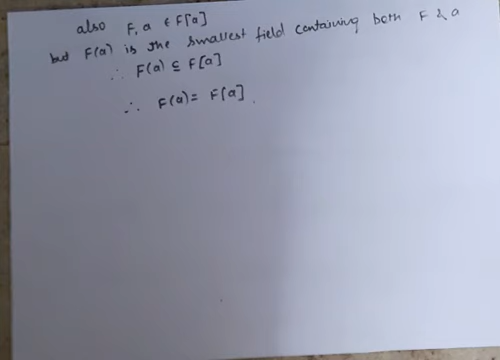 also F, a ∈ F[a]
but F(a) is the smallest field containing both F & a
∴ F(a) ⊆ F[a]
∴ F(a) = F[a].